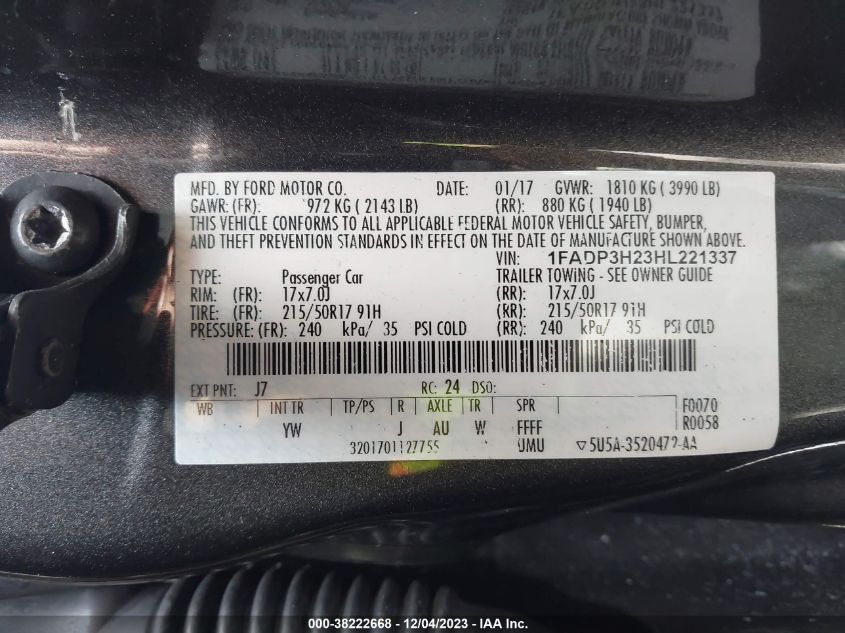 MFD. BY FORD MOTOR CO. DATE: 01/17 GVWR: 1810 KG ( 3990 LB)
GAWR: (FR): 972 KG ( 2143 LB) (RR): 880 KG ( 1940 LB)
THIS VEHICLE CONFORMS TO ALL APPLICABLE FEDERAL MOTOR VEHICLE SAFETY, BUMPER,
AND THEFT PREVENTION STANDARDS IN EFFECT ON THE DATE OF MANUFACTURE SHOWN ABOVE.
VIN: 1FADP3H23HL221337
TYPE: Passenger Car TRAILER TOWING - SEE OWNER GUIDE
RIM: (FR): 17x7.0J (RR): 17x7.0J
TIRE: (FR): 215/50R17 91H (RR): 215/50R17 91H
PRESSURE: (FR): 240 kPa/ 35 PSI COLD (RR): 240 kPa/ 35 PSI COLD
EXT PNT: J7 RC: 24 DSO:
WB INT TR TP/PS R AXLE TR SPR F0070
YW J AU W FFFF R0058
3201701127755 UMU ▽5U5A-3520472-AA
000-38222668 - 12/04/2023 - IAA Inc.